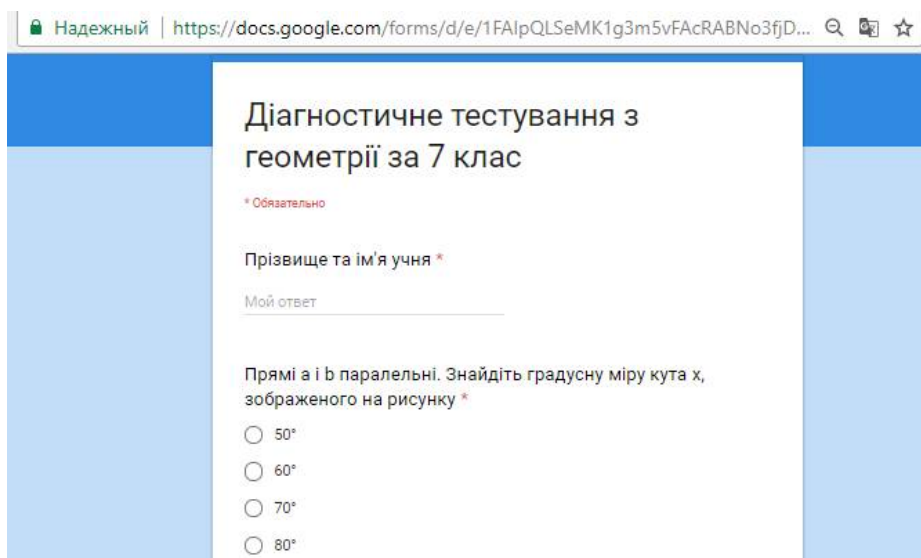 Надежный | https://docs.google.com/forms/d/e/1FAIpQLSeMK1g3m5vFAcRABNo3fjD...
Діагностичне тестування з
геометрії за 7 клас
* Обязательно
Прізвище та ім'я учня *
Мой ответ
Прямі a і b паралельні. Знайдіть градусну міру кута x,
зображеного на рисунку *
50°
60°
70°
80°